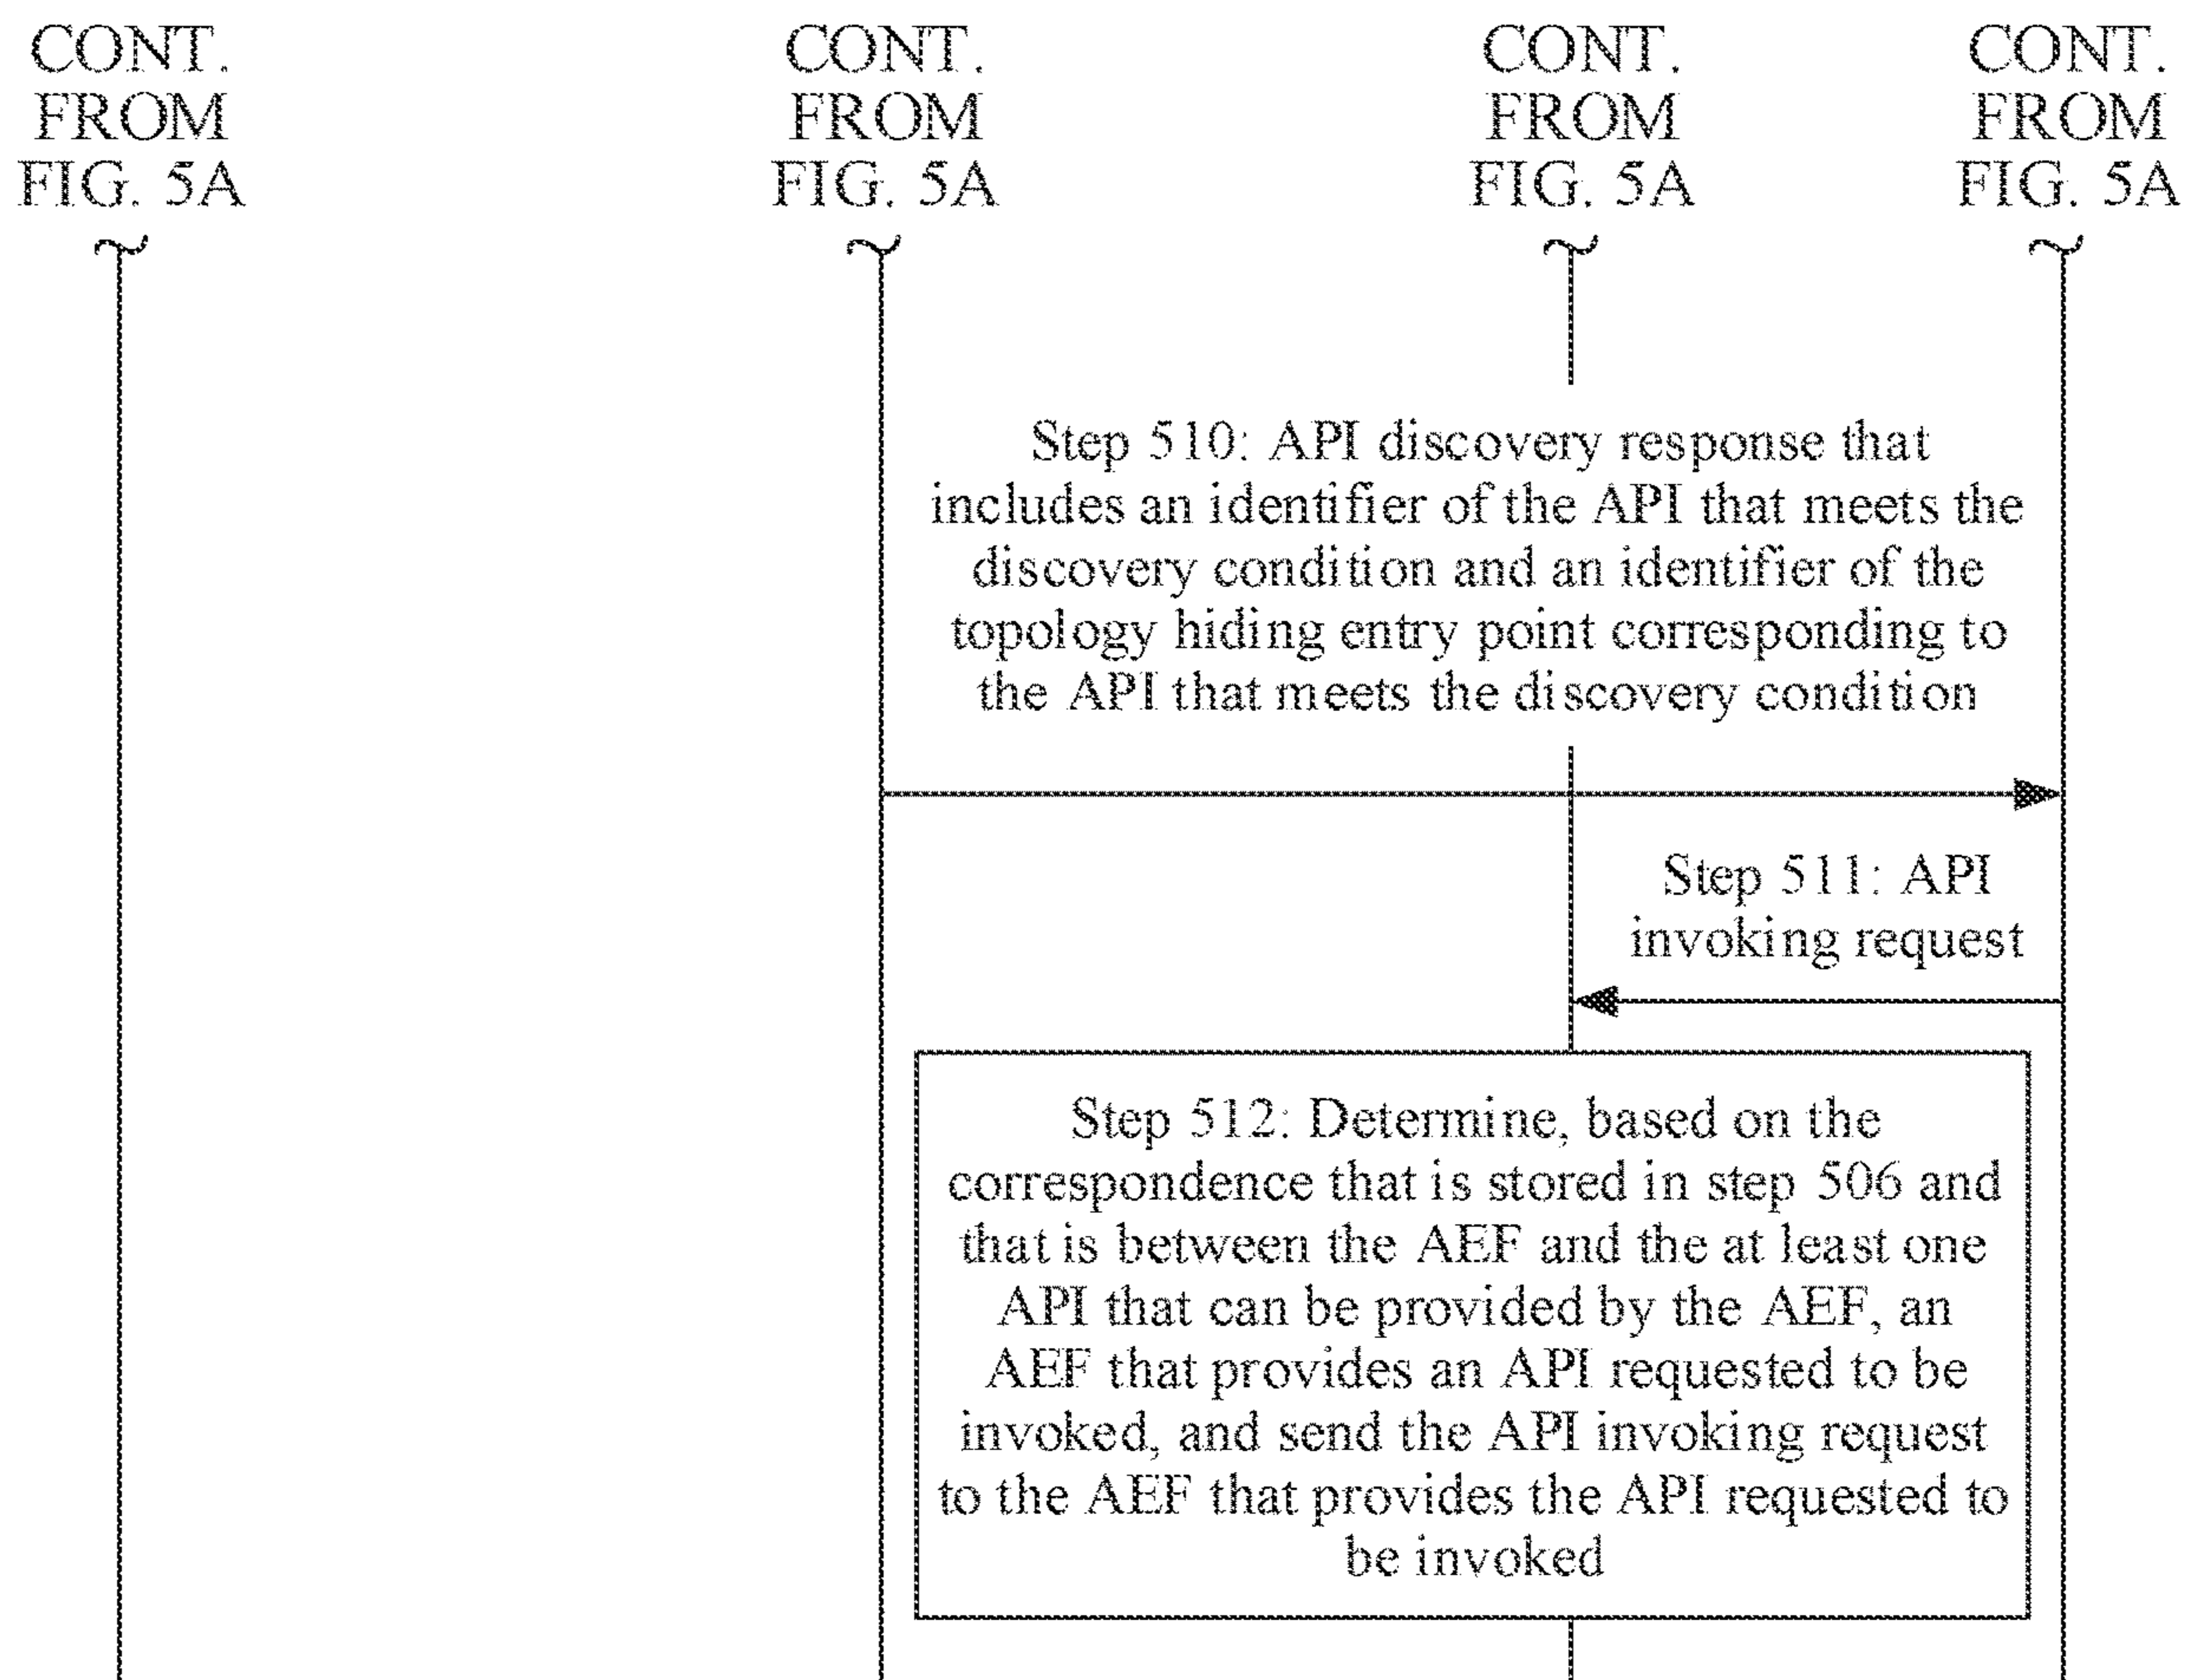 CONT.
FROM
FIG. 5A
CONT.
FROM
FIG. 5A
CONT.
FROM
FIG. 5A
CONT.
FROM
FIG. 5A
Step 510: API discovery response that
includes an identifier of the API that meets the
discovery condition and an identifier of the
topology hiding entry point corresponding to
the API that meets the discovery condition
Step 511: API
invoking request
Step 512: Determine, based on the
correspondence that is stored in step 506 and
that is between the AEF and the at least one
API that can be provided by the AEF, an
AEF that provides an API requested to be
invoked, and send the API invoking request
to the AEF that provides the API requested to
be invoked